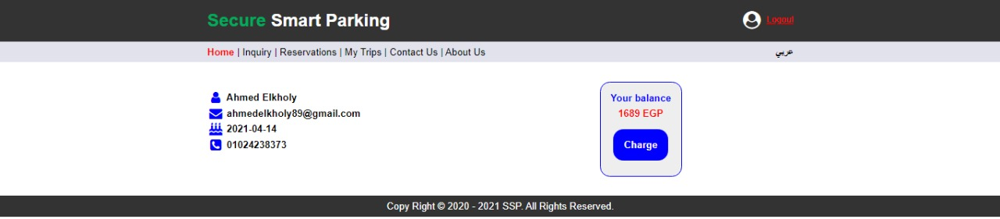 Secure Smart Parking
Logout
Home | Inquiry | Reservations | My Trips | Contact Us | About Us
عربي
Ahmed Elkholy
ahmedelkholy89@gmail.com
2021-04-14
01024238373
Your balance
1689 EGP
Charge
Copy Right © 2020 - 2021 SSP. All Rights Reserved.